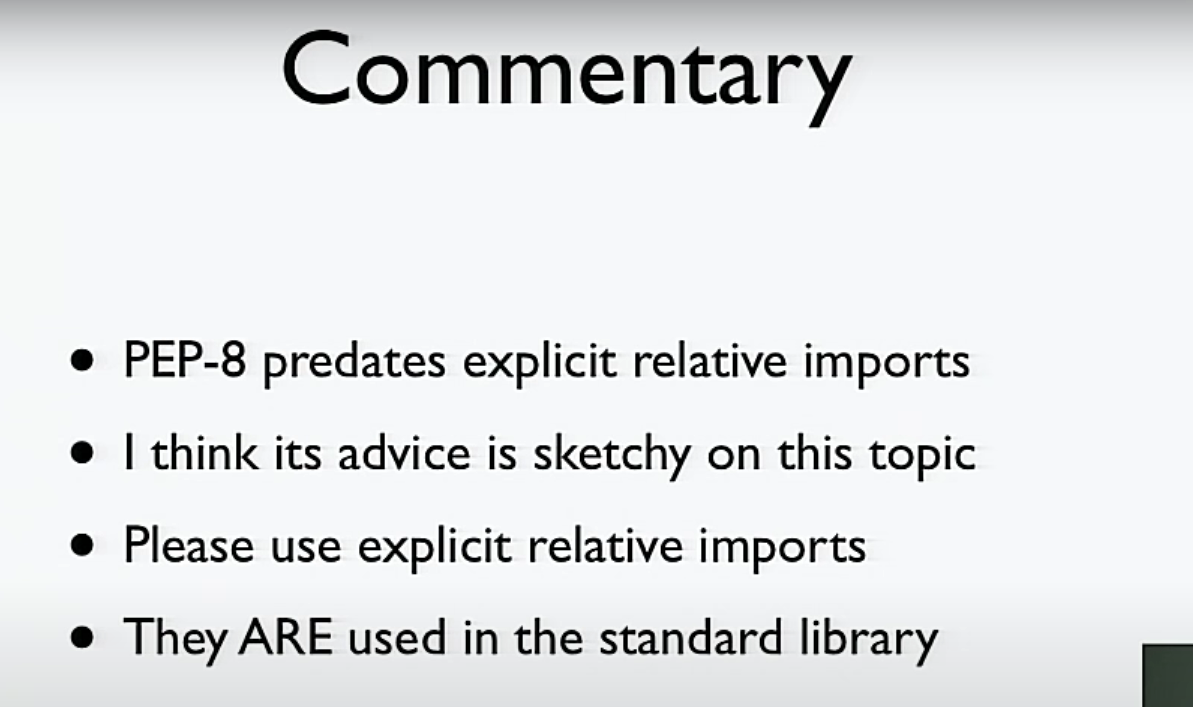 Commentary
• PEP-8 predates explicit relative imports
• I think its advice is sketchy on this topic
• Please use explicit relative imports
• They ARE used in the standard library